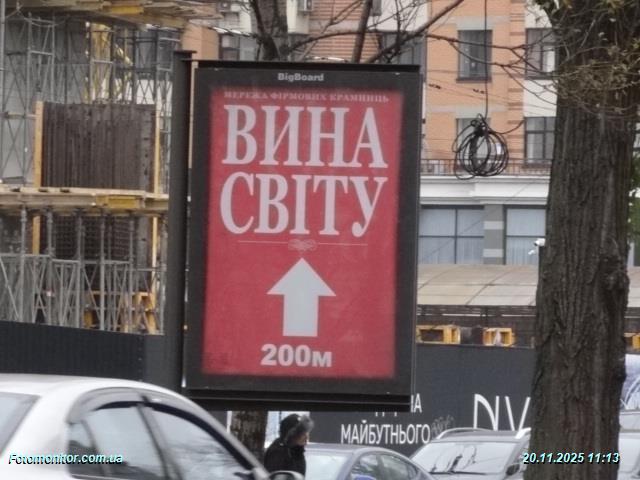 BigBoard
МЕРЕЖА ФІРМОВИХ КРАМНИЦЬ
ВИНА
СВІТУ
200м
МАЙБУТНЬОГО
Fotomonitor.com.ua
20.11.2025 11:13